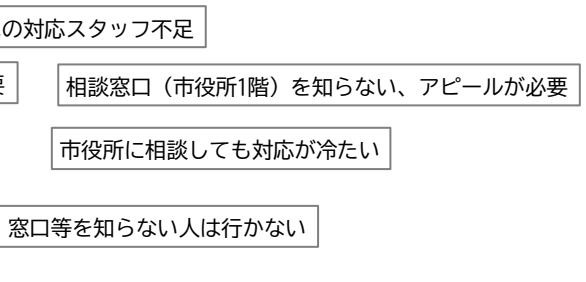 の対応スタッフ不足
要
相談窓口（市役所1階）を知らない、アピールが必要
市役所に相談しても対応が冷たい
窓口等を知らない人は行かない